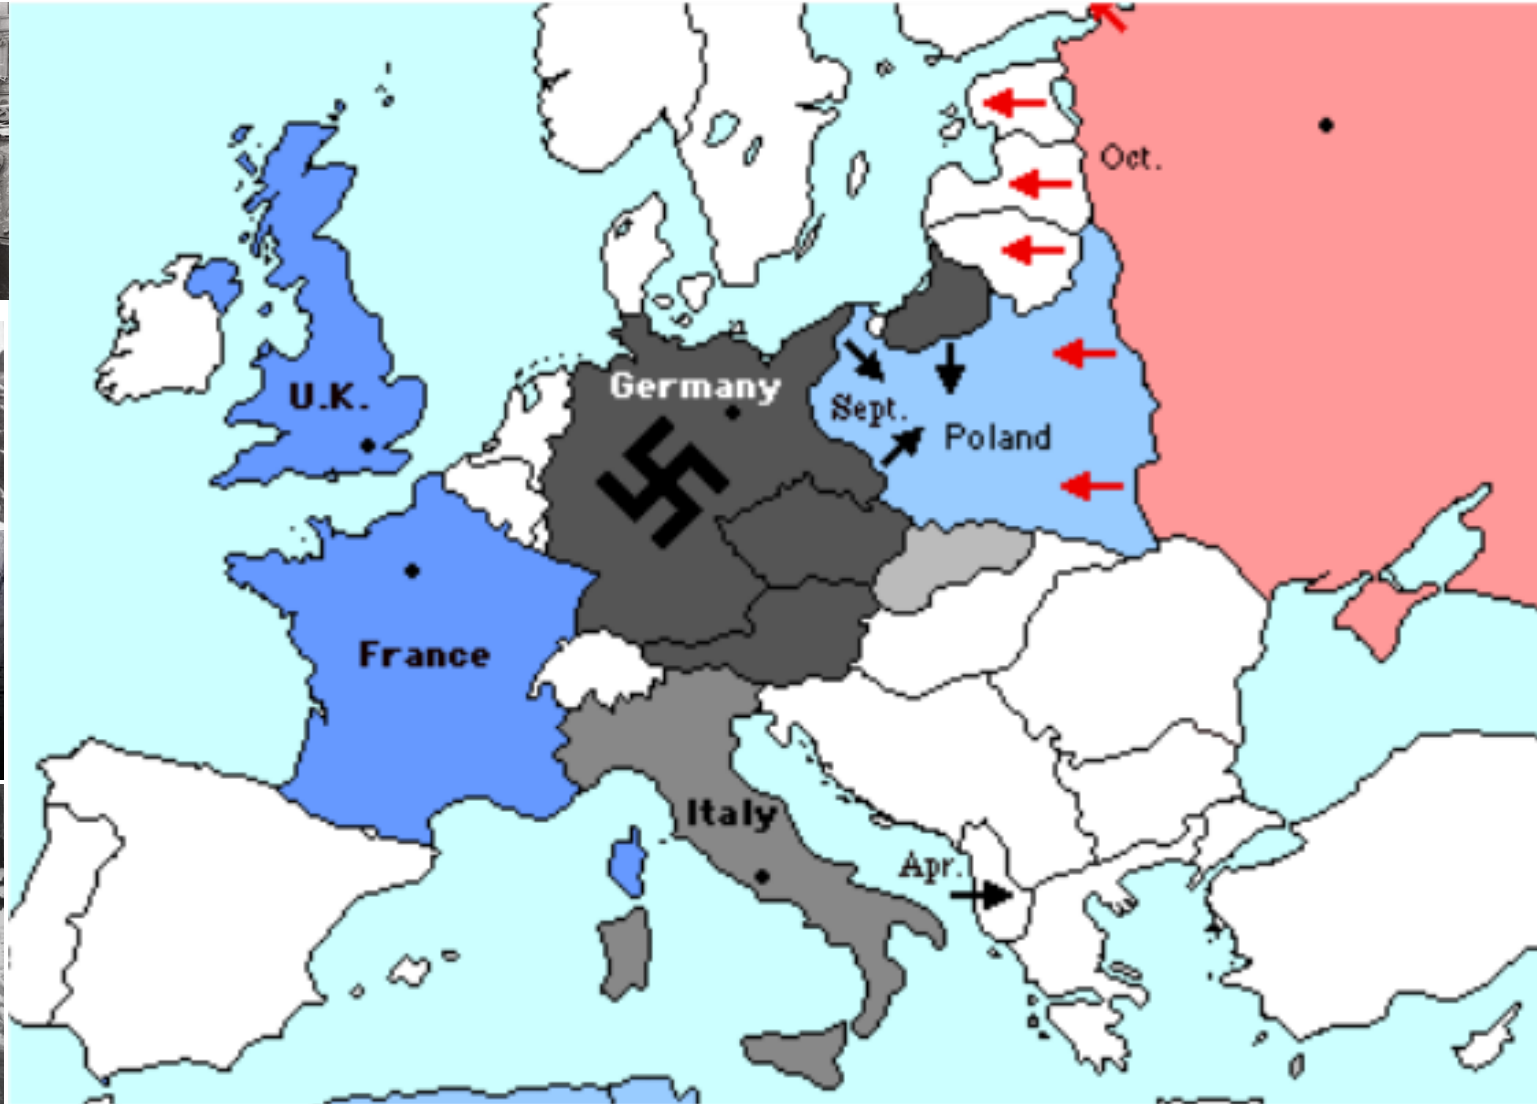 Oct.
U.K.
Germany
Sept.
Poland
France
Italy
Apr.